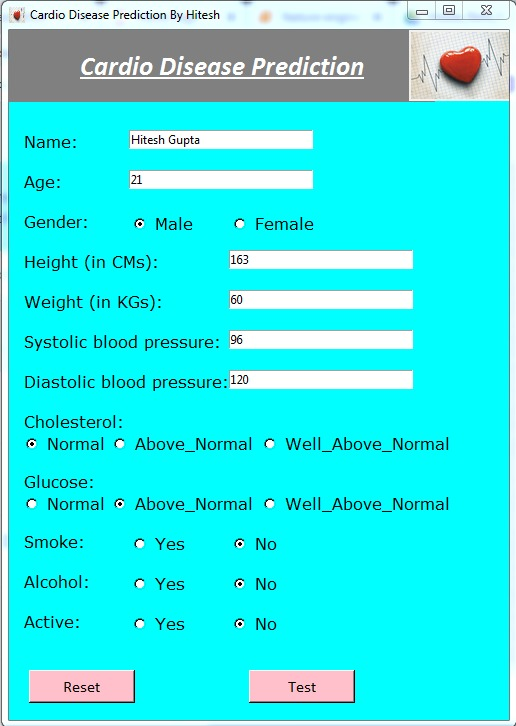 Cardio Disease Prediction By Hitesh
Cardio Disease Prediction
Name: Hitesh Gupta
Age: 21
Gender: Male Female
Height (in CMs): 163
Weight (in KGs): 60
Systolic blood pressure: 96
Diastolic blood pressure: 120
Cholesterol:
Normal Above_Normal Well_Above_Normal
Glucose:
Normal Above_Normal Well_Above_Normal
Smoke: Yes No
Alcohol: Yes No
Active: Yes No
Reset Test